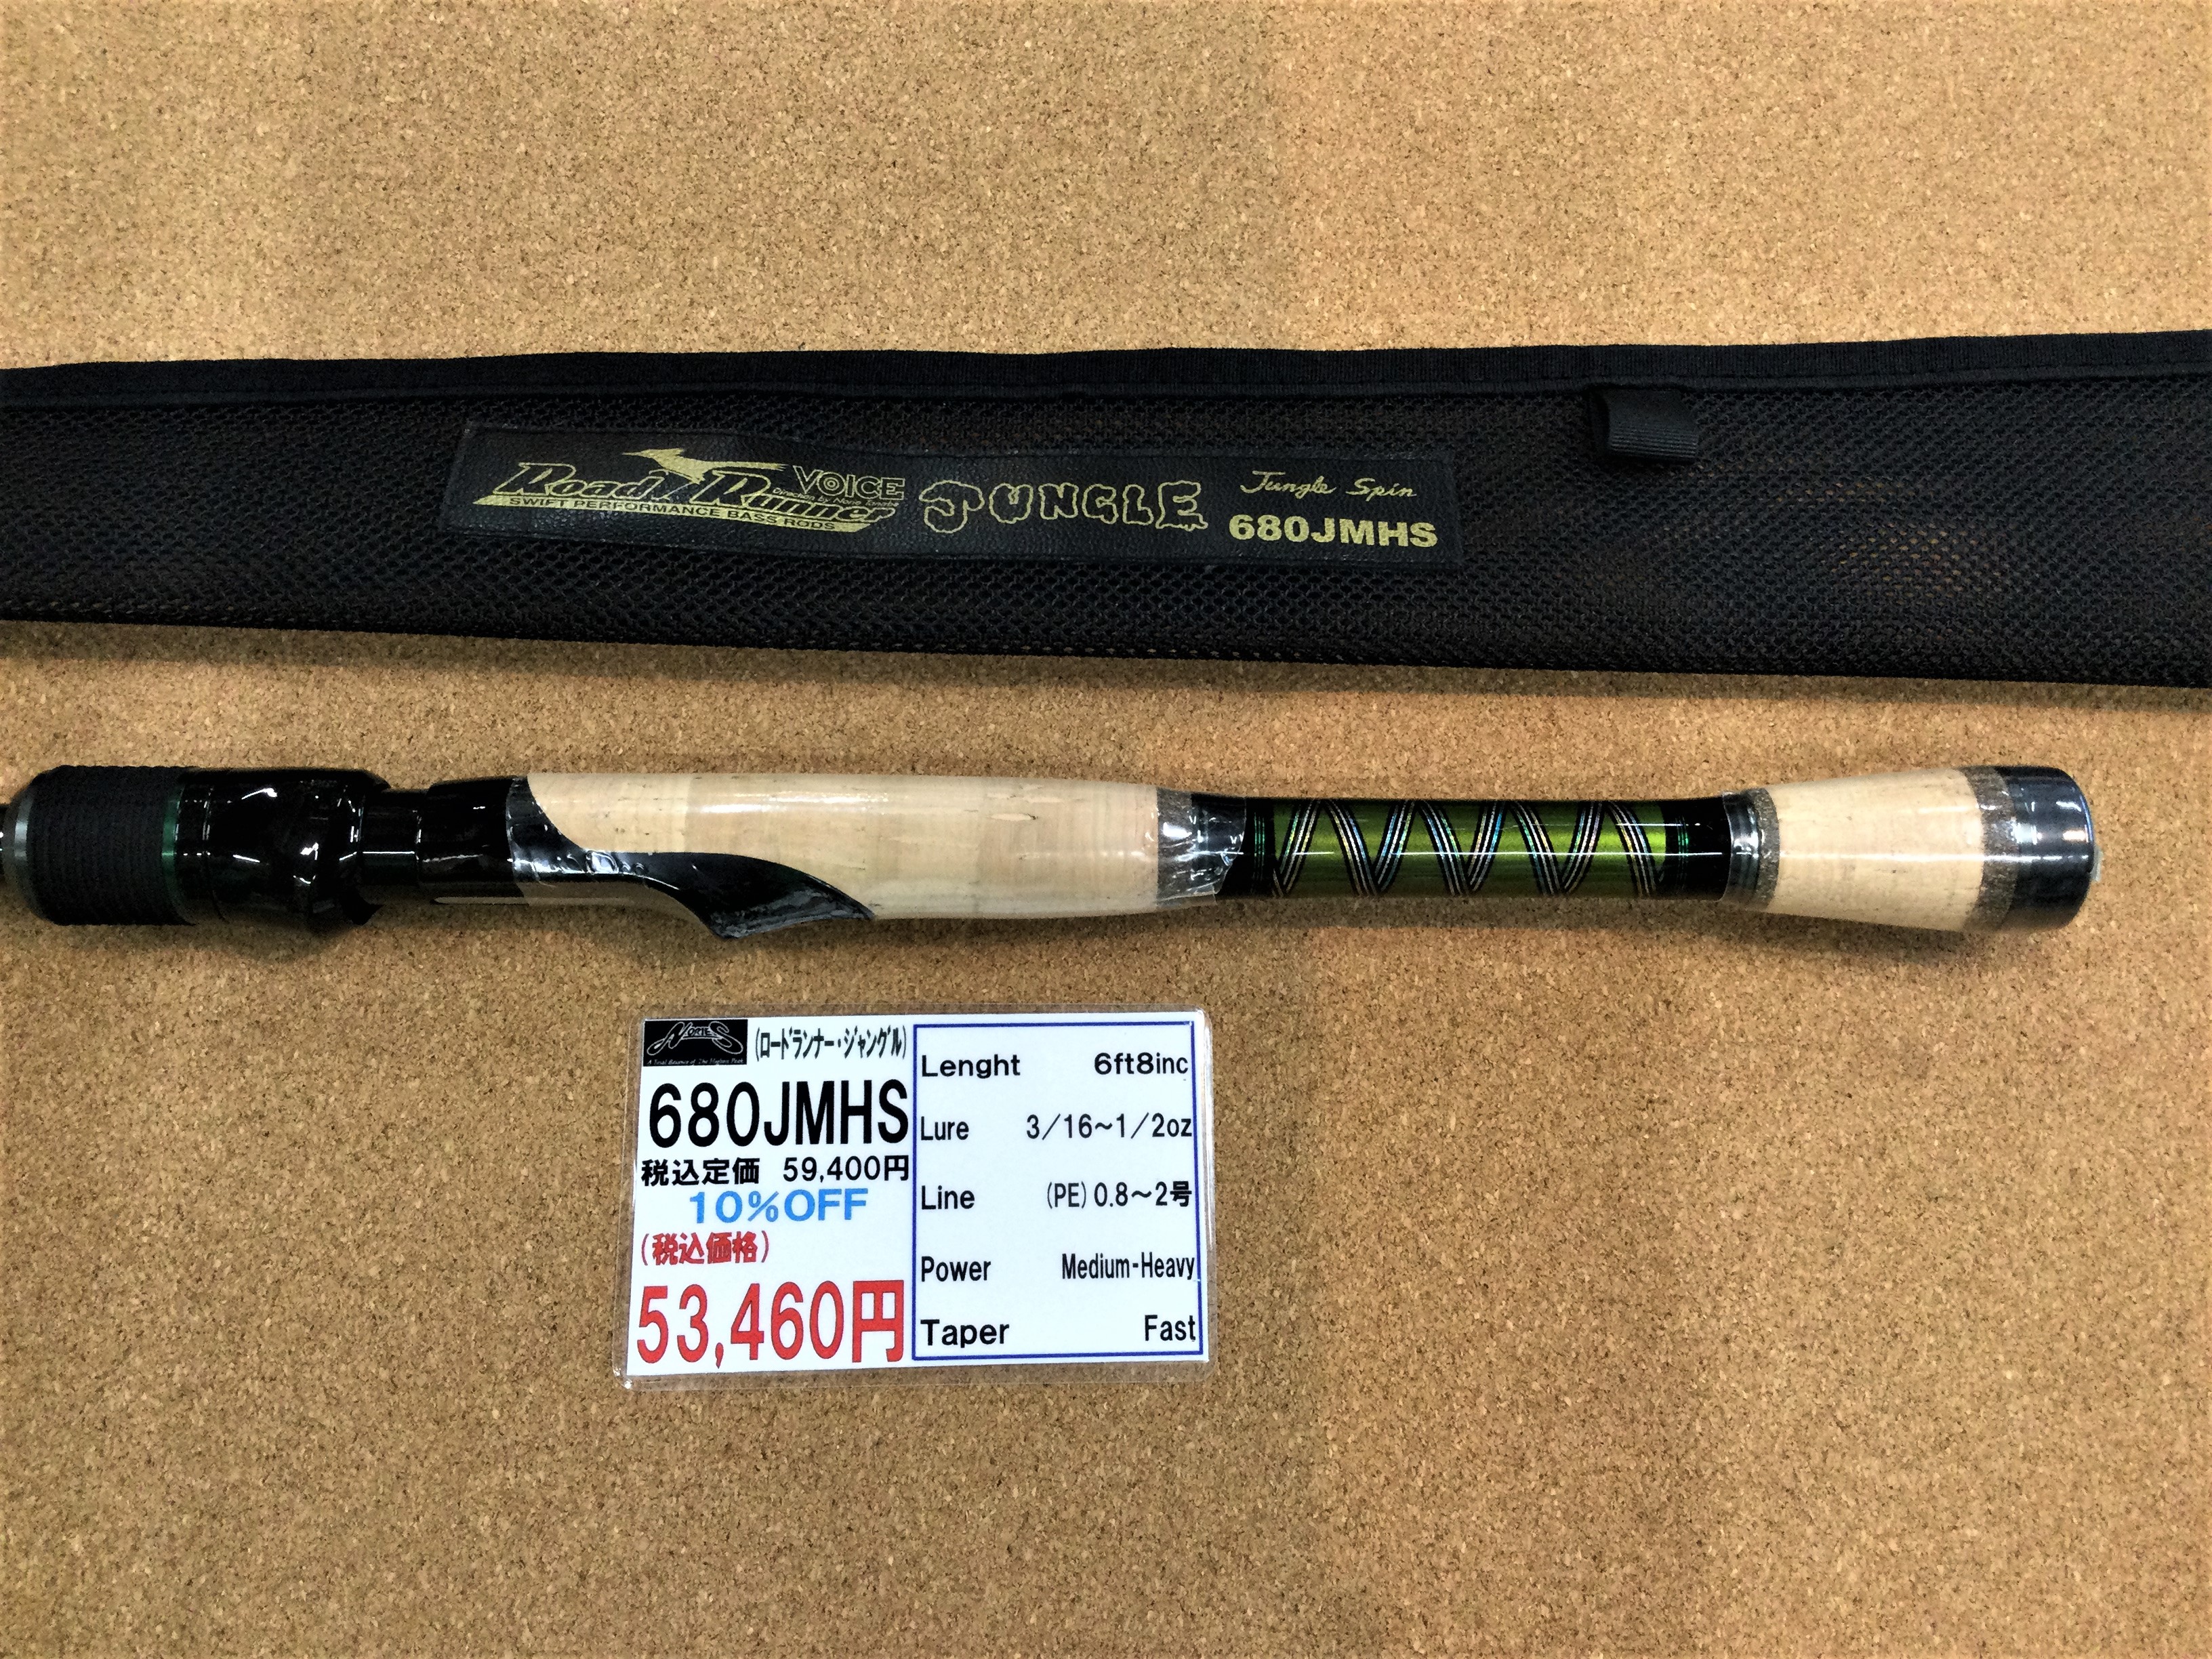 Road Runner VOICE
SWIFT PERFORMANCE BASS RODS
JUNGLE
Jungle Spin
680JMHS
NORIES
(ロードランナー・ジャングル)
680JMHS
税込定価 59,400円
10%OFF
(税込価格)
53,460円
Lenght 6ft8inc
Lure 3/16~1/2oz
Line (PE)0.8~2号
Power Medium-Heavy
Taper Fast